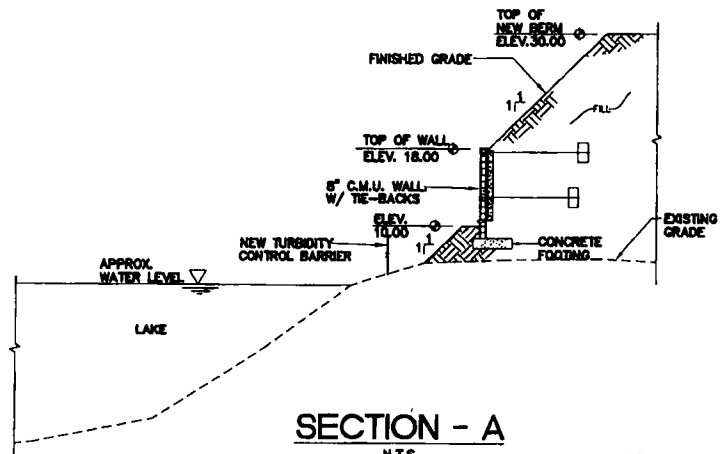 TOP OF
NEW BERM
ELEV.30.00
FINISHED GRADE
1
1
FILL
TOP OF WALL
ELEV. 18.00
8" C.M.U. WALL
W/ TIE-BACKS
ELEV.
10.00
1
1
NEW TURBIDITY
CONTROL BARRIER
EXISTING
GRADE
CONCRETE
FOOTING
APPROX.
WATER LEVEL
LAKE
SECTION - A
N.T.S.